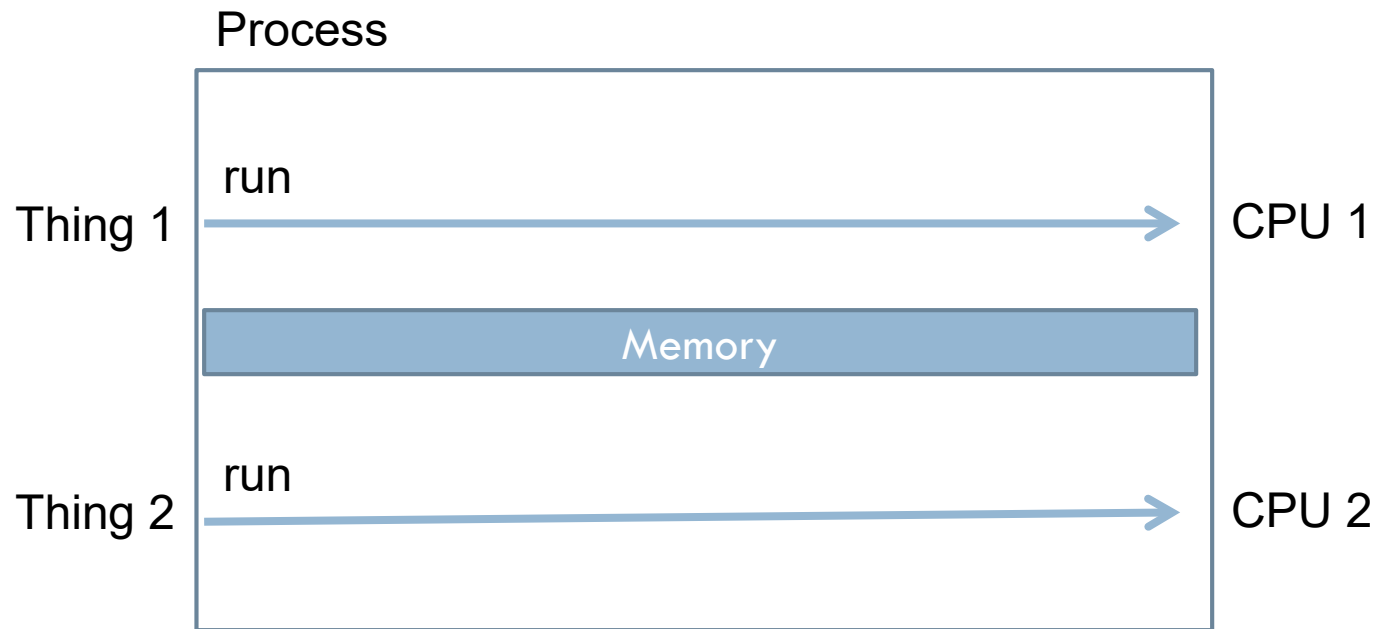 Process
run
Thing 1
CPU 1
Memory
run
Thing 2
CPU 2